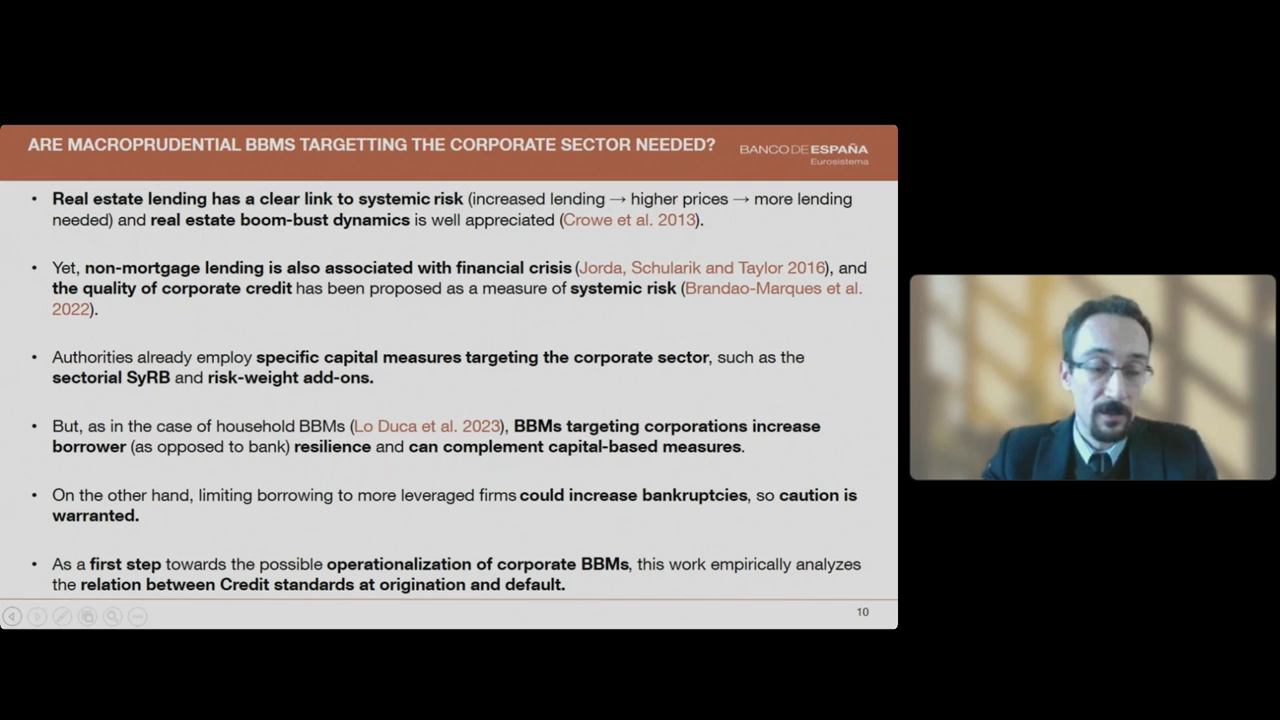 ARE MACROPRUDENTIAL BBMS TARGETTING THE CORPORATE SECTOR NEEDED?
BANCO DE ESPAÑA
Eurosistema
• Real estate lending has a clear link to systemic risk (increased lending → higher prices → more lending
needed) and real estate boom-bust dynamics is well appreciated (Crowe et al. 2013).
• Yet, non-mortgage lending is also associated with financial crisis (Jorda, Schularik and Taylor 2016), and
the quality of corporate credit has been proposed as a measure of systemic risk (Brandao-Marques et al.
2022).
• Authorities already employ specific capital measures targeting the corporate sector, such as the
sectorial SyRB and risk-weight add-ons.
• But, as in the case of household BBMs (Lo Duca et al. 2023), BBMs targeting corporations increase
borrower (as opposed to bank) resilience and can complement capital-based measures.
• On the other hand, limiting borrowing to more leveraged firms could increase bankruptcies, so caution is
warranted.
• As a first step towards the possible operationalization of corporate BBMs, this work empirically analyzes
the relation between Credit standards at origination and default.
10